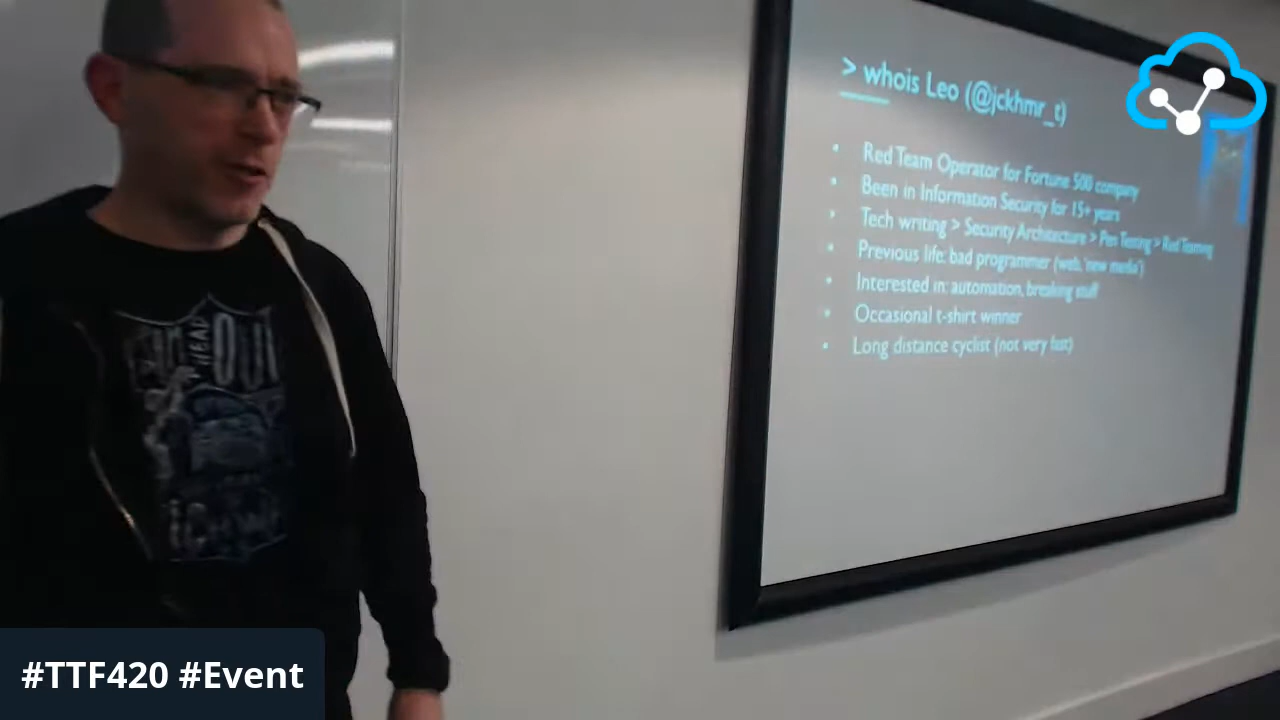 > whois Leo (@jckhmr_t)
• Red Team Operator for Fortune 500 company
• Been in Information Security for 15+ years
• Tech writing > Security Architecture > Pen Testing > Red Teaming
• Previous life: bad programmer (web, 'new media')
• Interested in: automation, breaking stuff
• Occasional t-shirt winner
• Long distance cyclist (not very fast)
HEAD
OUT
#TTF420 #Event